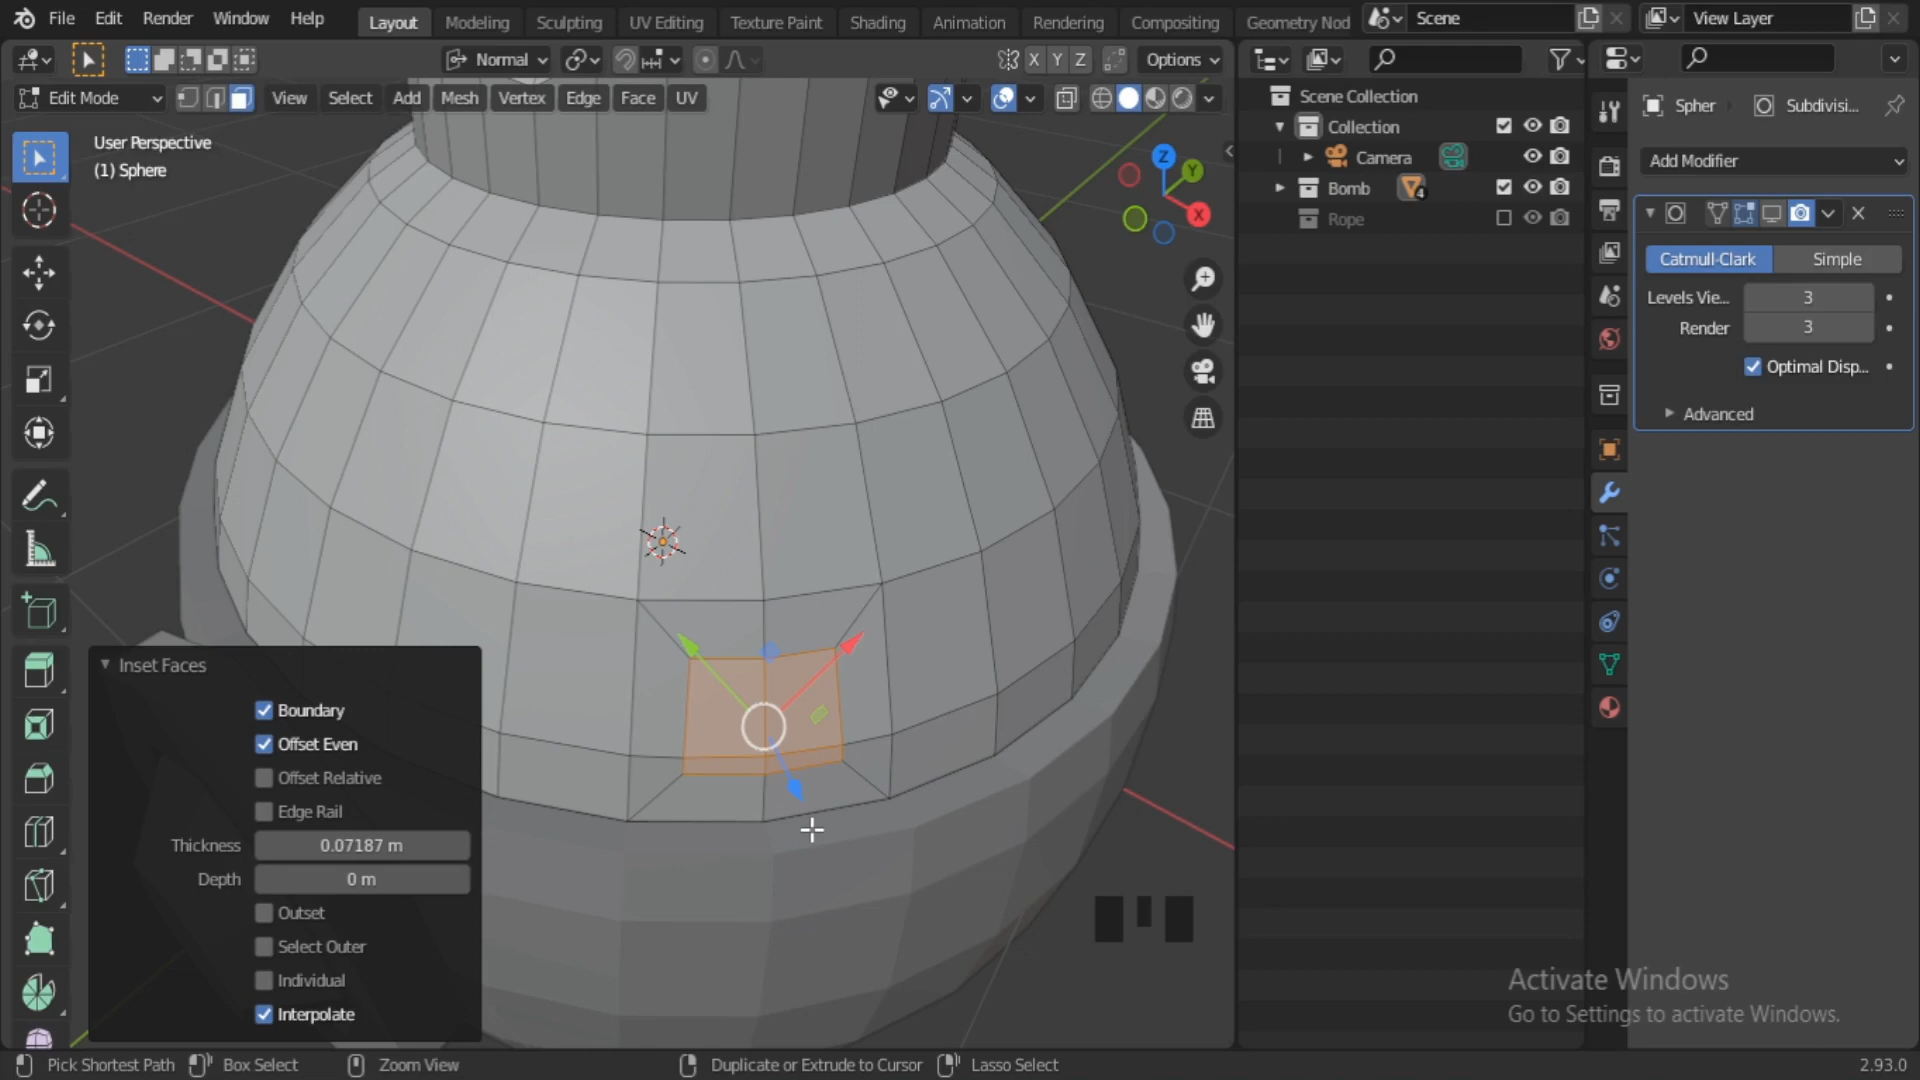 File Edit Render Window Help Layout Modeling Sculpting UV Editing Texture Paint Shading Animation Rendering Compositing Geometry Nod Scene View Layer
Normal X Y Z Options
Edit Mode View Select Add Mesh Vertex Edge Face UV
User Perspective
(1) Sphere
Z
Y
X
Scene Collection
Collection
Camera
Bomb
4
Rope
Spher Subdivisi...
Add Modifier
Catmull-Clark Simple
Levels Vie... 3
Render 3
Optimal Disp...
Advanced
Inset Faces
Boundary
Offset Even
Offset Relative
Edge Rail
Thickness 0.07187 m
Depth 0 m
Outset
Select Outer
Individual
Interpolate
Activate Windows
Go to Settings to activate Windows.
Pick Shortest Path Box Select Zoom View Duplicate or Extrude to Cursor Lasso Select 2.93.0